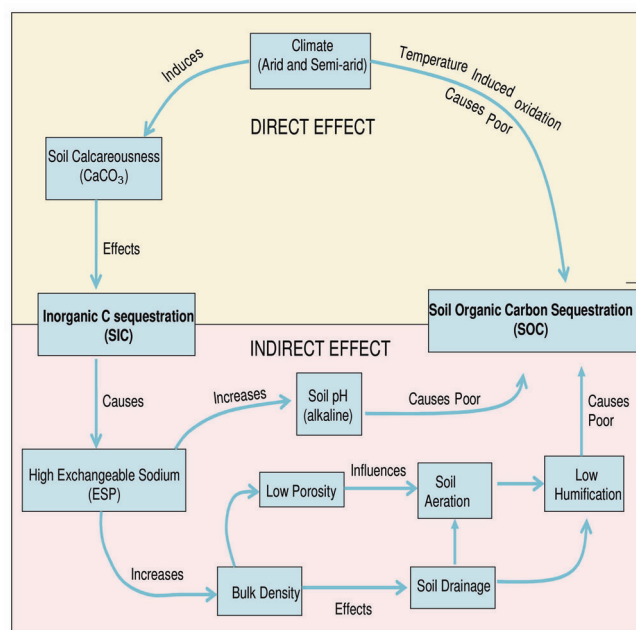 Climate
(Arid and Semi-arid)
Induces
Temperature Induced oxidation
Causes Poor
DIRECT EFFECT
Soil Calcareousness
(CaCO₃)
Effects
Inorganic C sequestration
(SIC)
Soil Organic Carbon Sequestration
(SOC)
INDIRECT EFFECT
Causes
Increases
Soil pH
(alkaline)
Causes Poor
Causes
Poor
High Exchangeable Sodium
(ESP)
Low Porosity
Influences
Soil
Aeration
Low
Humification
Increases
Bulk Density
Effects
Soil Drainage